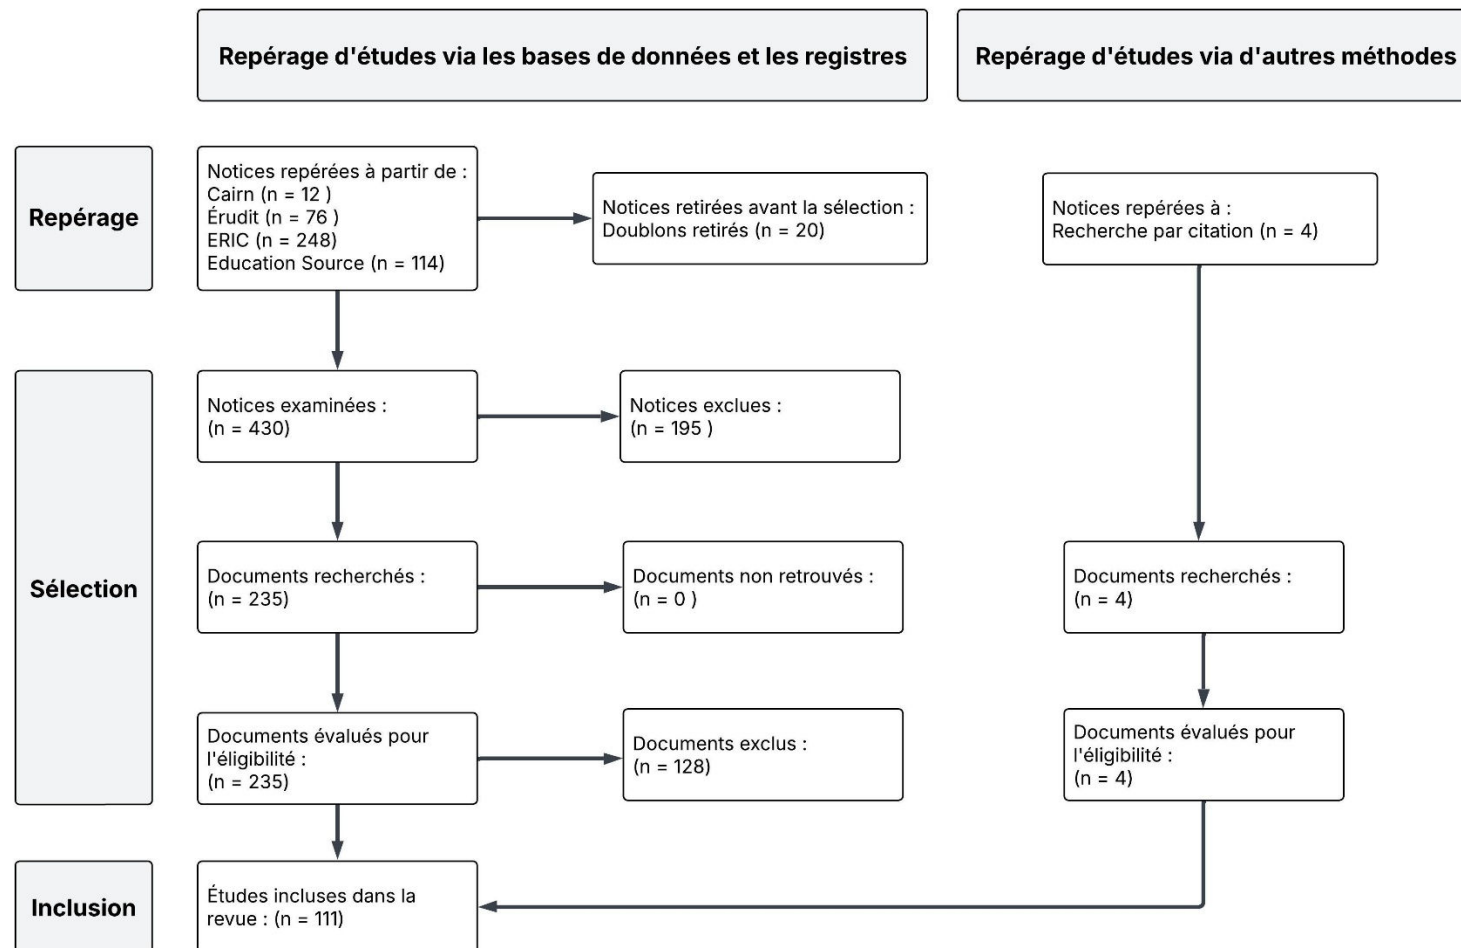 Repérage d'études via les bases de données et les registres
Repérage d'études via d'autres méthodes
Repérage
Notices repérées à partir de :
Cairn (n = 12 )
Érudit (n = 76 )
ERIC (n = 248)
Education Source (n = 114)
Notices retirées avant la sélection :
Doublons retirés (n = 20)
Notices repérées à :
Recherche par citation (n = 4)
Sélection
Notices examinées :
(n = 430)
Notices exclues :
(n = 195 )
Documents recherchés :
(n = 235)
Documents non retrouvés :
(n = 0 )
Documents recherchés :
(n = 4)
Documents évalués pour
l'éligibilité :
(n = 235)
Documents exclus :
(n = 128)
Documents évalués pour
l'éligibilité :
(n = 4)
Inclusion
Études incluses dans la
revue : (n = 111)